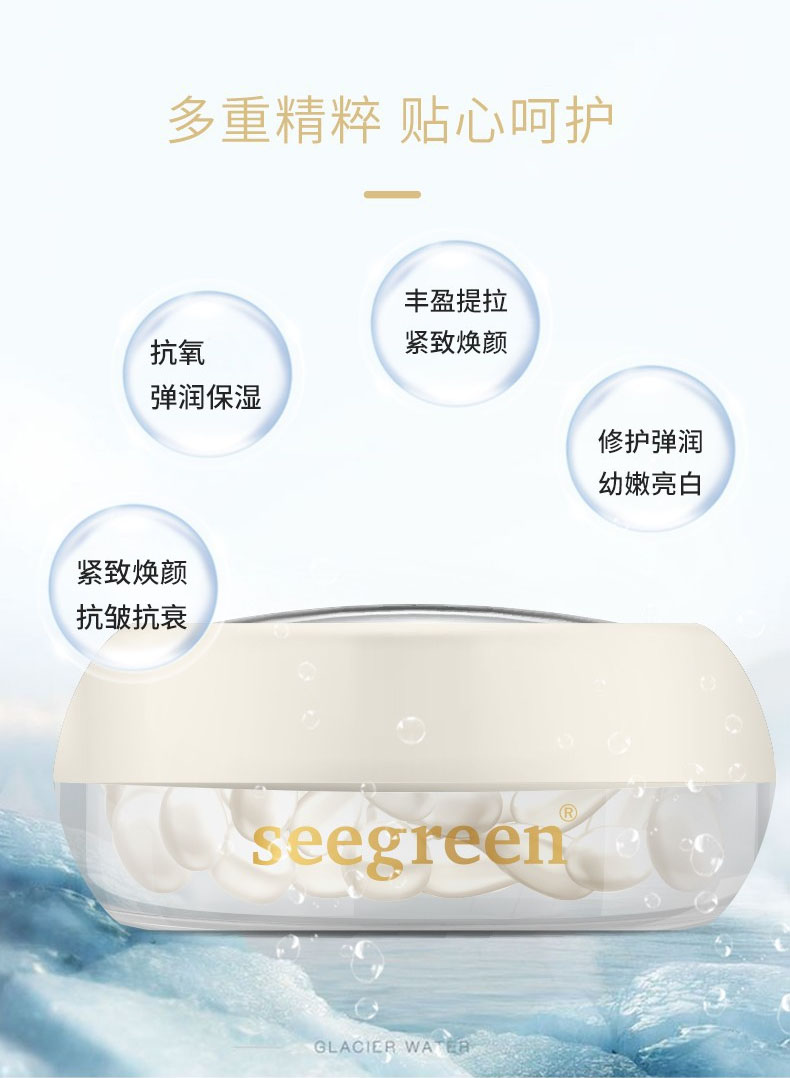 多重精粹 贴心呵护
丰盈提拉
紧致焕颜
抗氧
弹润保湿
修护弹润
幼嫩亮白
紧致焕颜
抗皱抗衰
seegreen®
GLACIER WATER